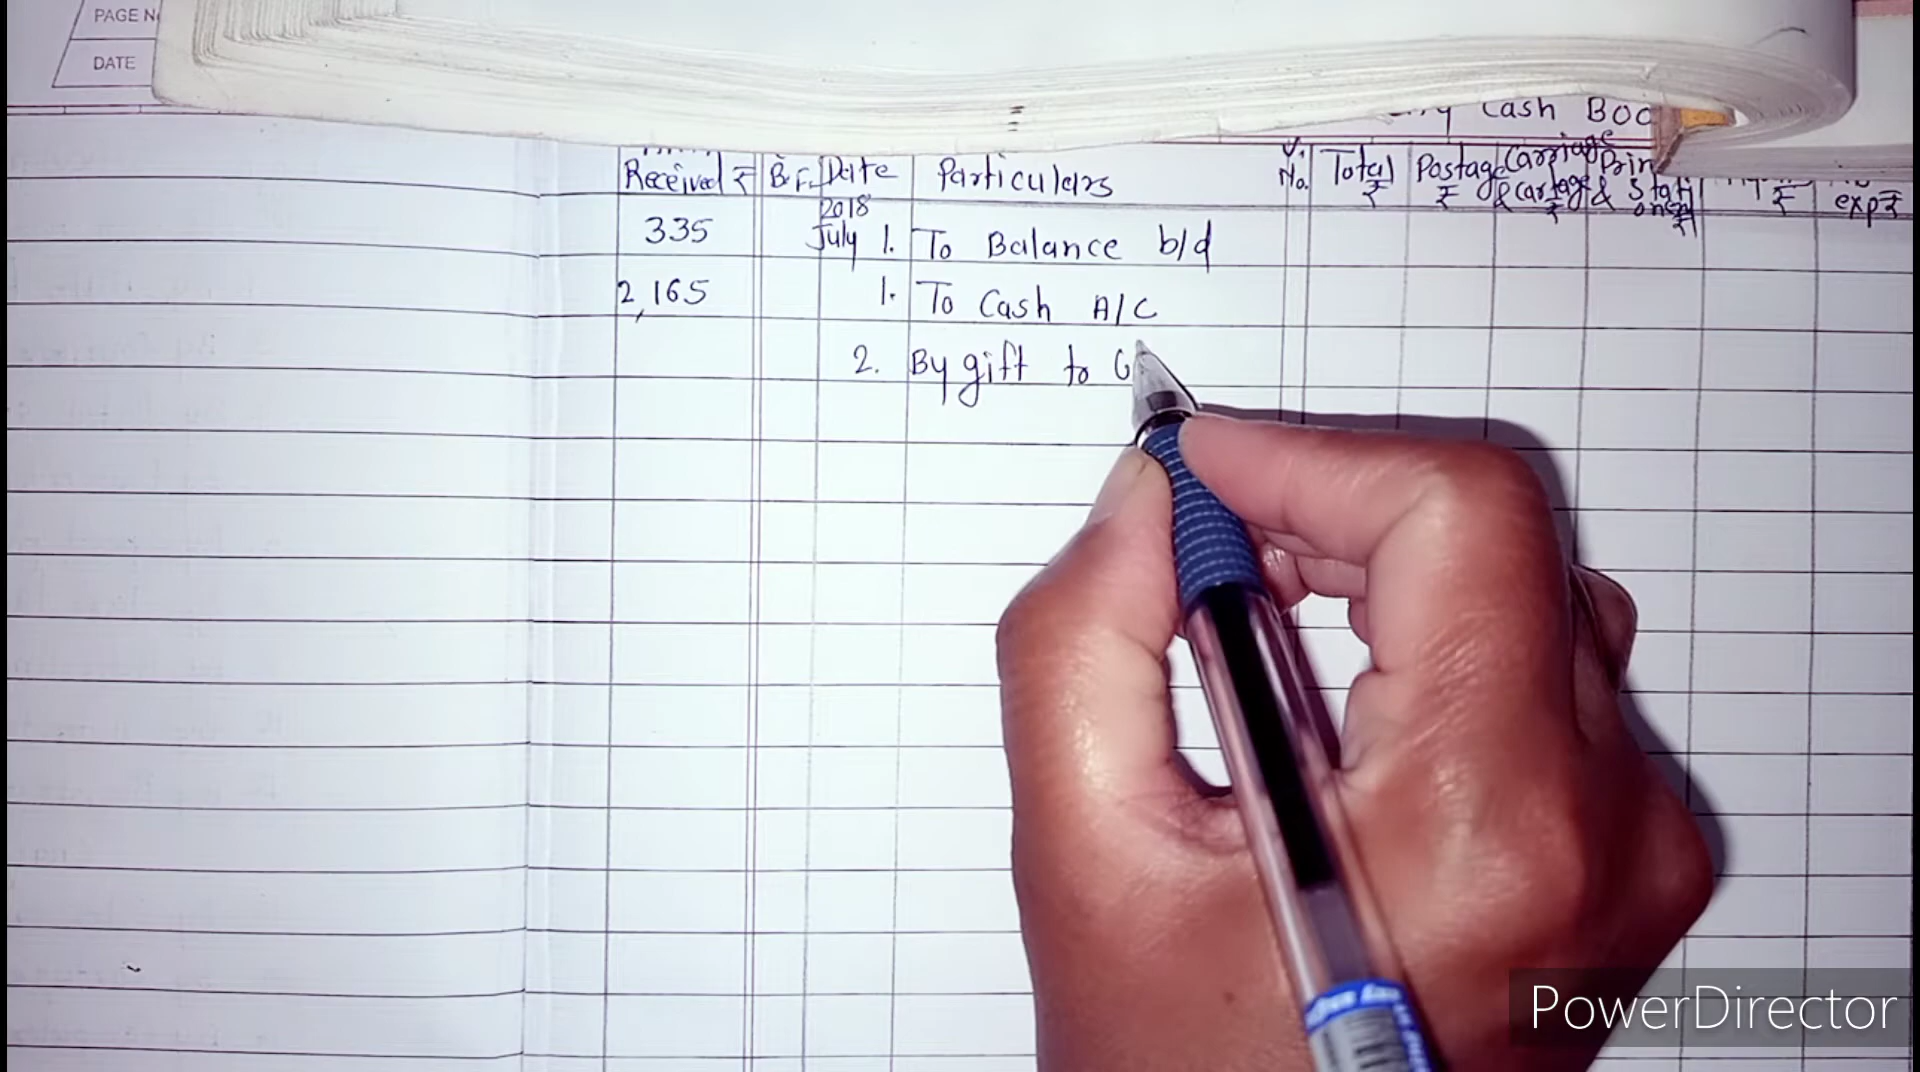 PAGE N
DATE
Cash Boo
Received ₹ B.F. Date Particulars V. No. Total ₹ Postage ₹ Carriage & cartage ₹ Prin & Stationery ₹ ₹ exp ₹
335 2018 July 1. To Balance b/d
2,165 1. To Cash A/C
2. By gift to
PowerDirector